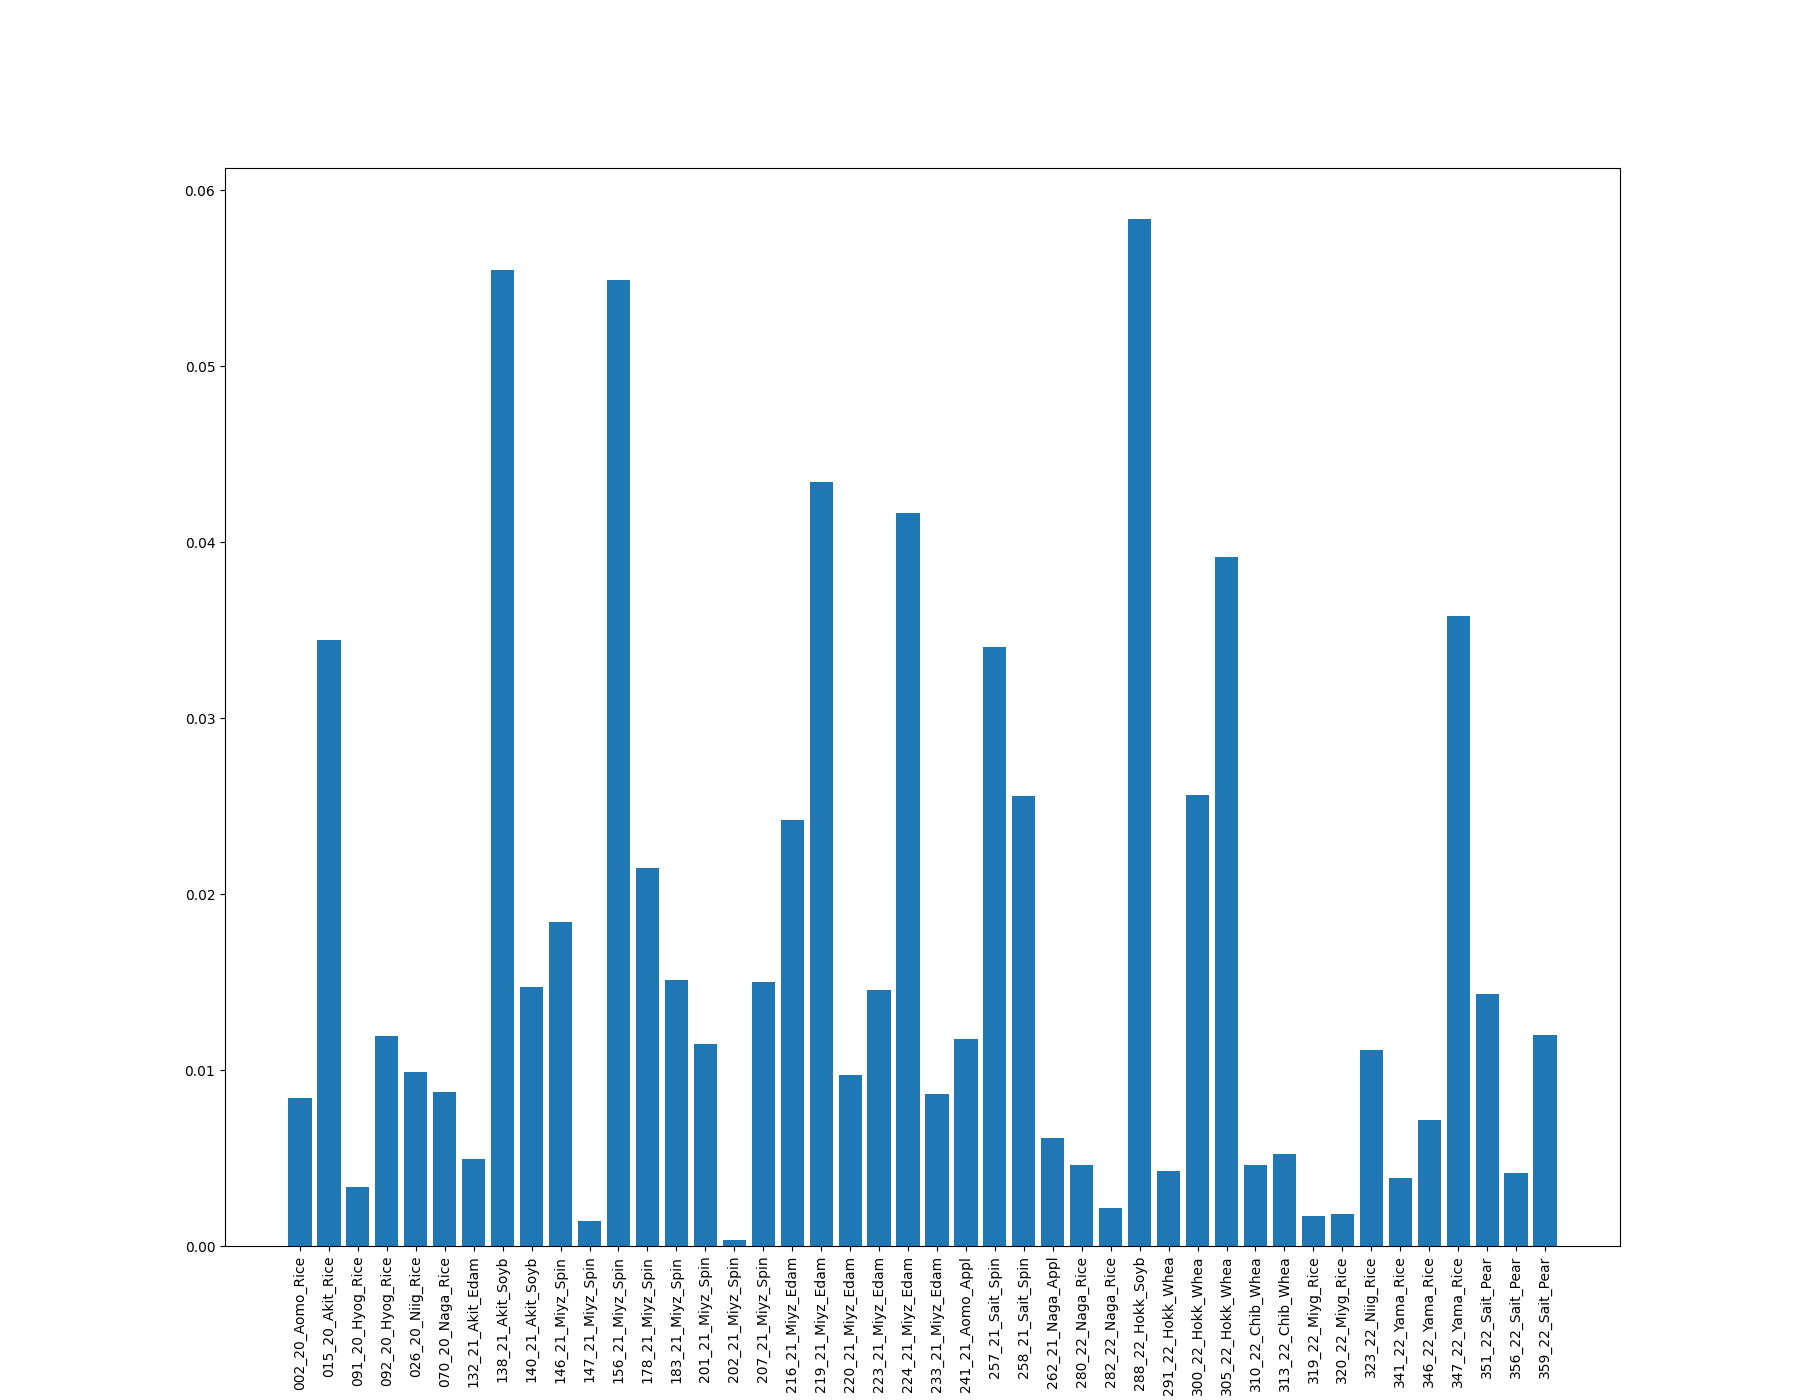 0.06
0.05
0.04
0.03
0.02
0.01
0.00
002_20_Aomo_Rice
015_20_Akit_Rice
091_20_Hyog_Rice
092_20_Hyog_Rice
026_20_Niig_Rice
070_20_Naga_Rice
132_21_Akit_Edam
138_21_Akit_Soyb
140_21_Akit_Soyb
146_21_Miyz_Spin
147_21_Miyz_Spin
156_21_Miyz_Spin
178_21_Miyz_Spin
183_21_Miyz_Spin
201_21_Miyz_Spin
202_21_Miyz_Spin
207_21_Miyz_Spin
216_21_Miyz_Edam
219_21_Miyz_Edam
220_21_Miyz_Edam
223_21_Miyz_Edam
224_21_Miyz_Edam
233_21_Miyz_Edam
241_21_Aomo_Appl
257_21_Sait_Spin
258_21_Sait_Spin
262_21_Naga_Appl
280_22_Naga_Rice
282_22_Naga_Rice
288_22_Hokk_Soyb
291_22_Hokk_Whea
300_22_Hokk_Whea
305_22_Hokk_Whea
310_22_Chib_Whea
313_22_Chib_Whea
319_22_Miyg_Rice
320_22_Miyg_Rice
323_22_Niig_Rice
341_22_Yama_Rice
346_22_Yama_Rice
347_22_Yama_Rice
351_22_Sait_Pear
356_22_Sait_Pear
359_22_Sait_Pear